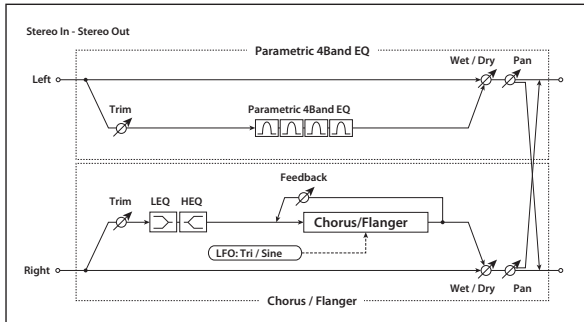 Stereo In - Stereo Out
Parametric 4Band EQ
Wet / Dry
Pan
Left
Trim
Parametric 4Band EQ
Feedback
Trim
LEQ
HEQ
Chorus/Flanger
LFO: Tri / Sine
Right
Wet / Dry
Pan
Chorus / Flanger